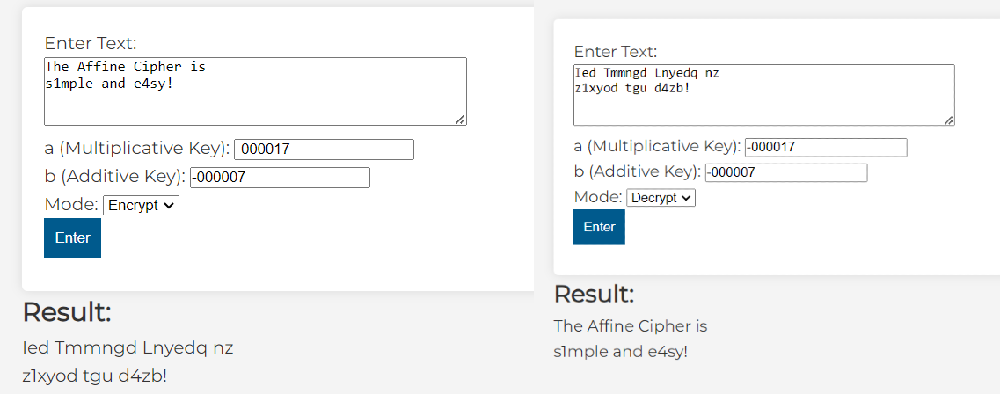 Enter Text:
The Affine Cipher is
s1mple and e4sy!
a (Multiplicative Key): -000017
b (Additive Key): -000007
Mode: Encrypt
Enter
Result:
Ied Tmmngd Lnyedq nz
z1xyod tgu d4zb!
Enter Text:
Ied Tmmngd Lnyedq nz
z1xyod tgu d4zb!
a (Multiplicative Key): -000017
b (Additive Key): -000007
Mode: Decrypt
Enter
Result:
The Affine Cipher is
s1mple and e4sy!